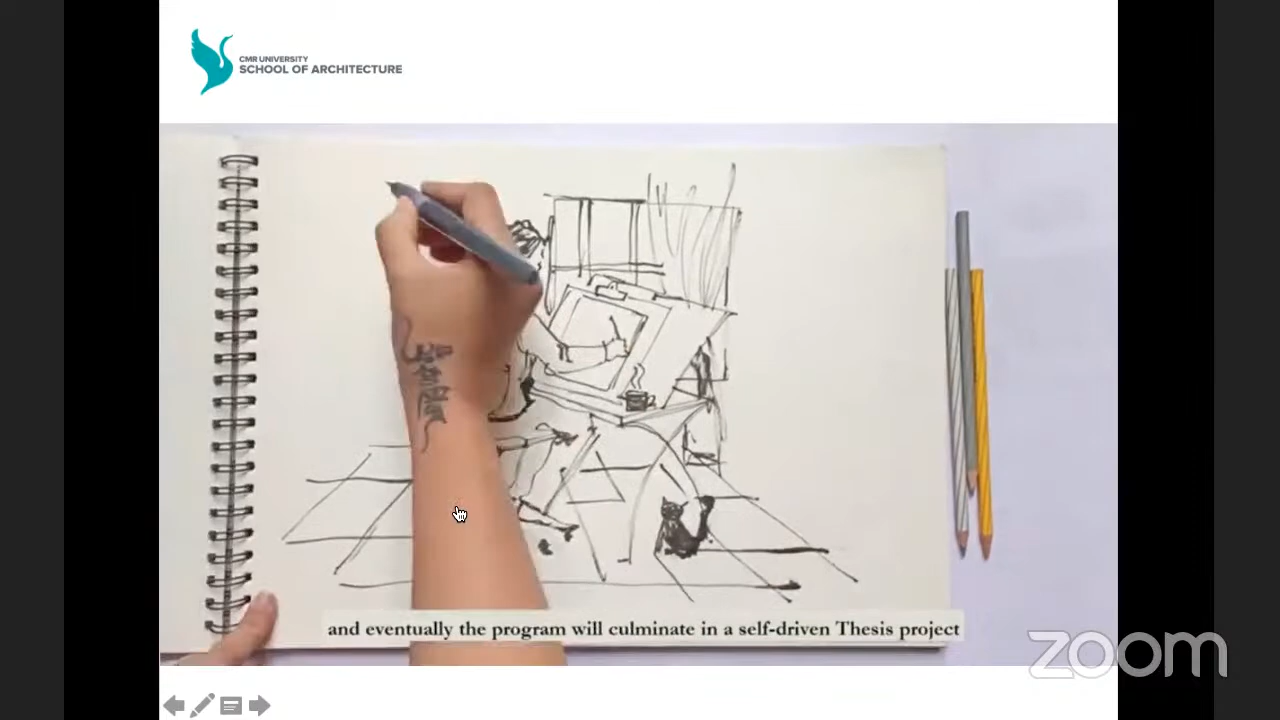 CMR UNIVERSITY
SCHOOL OF ARCHITECTURE
and eventually the program will culminate in a self-driven Thesis project
zoom